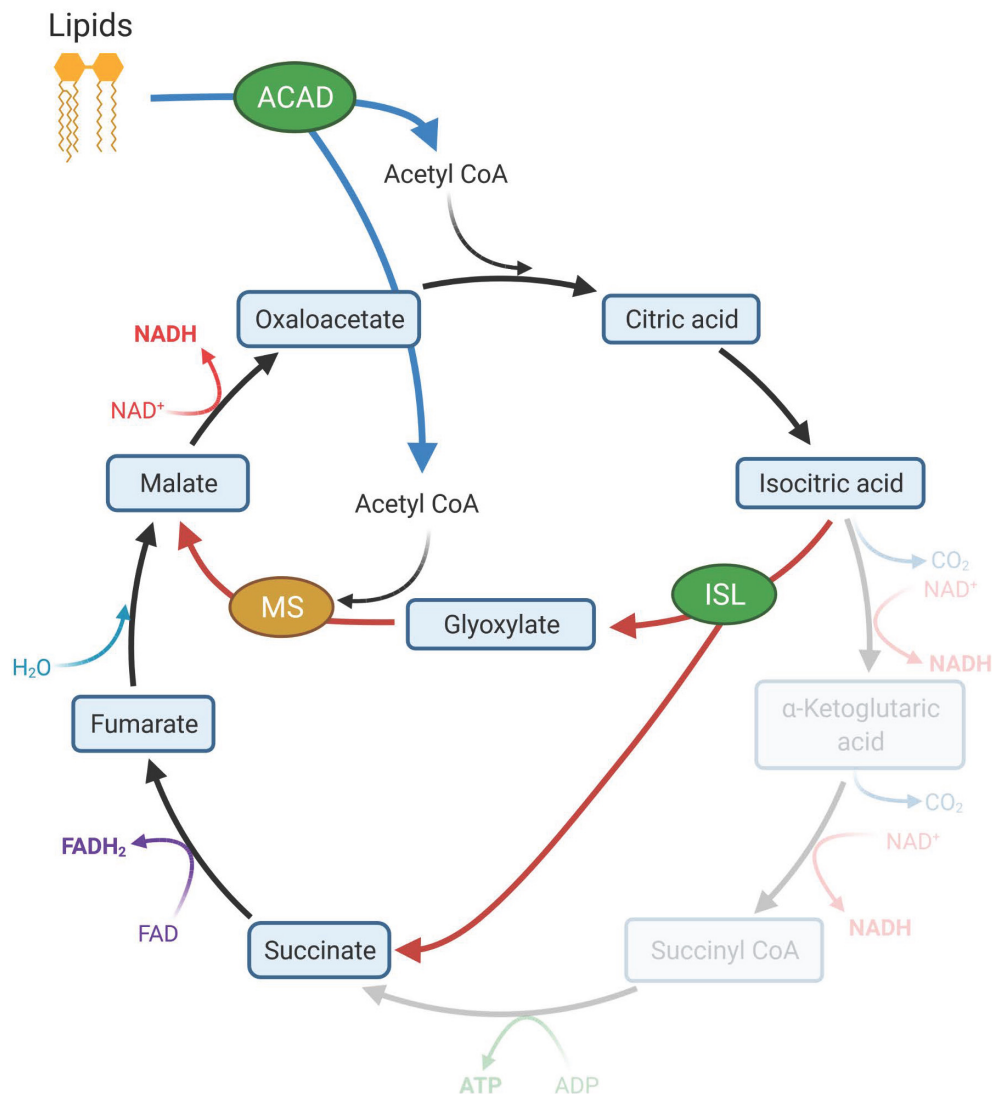 Lipids
ACAD
Acetyl CoA
Oxaloacetate
Citric acid
NADH
NAD⁺
Malate
Isocitric acid
Acetyl CoA
CO₂
NAD⁺
ISL
MS
Glyoxylate
H₂O
NADH
Fumarate
α-Ketoglutaric
acid
CO₂
FADH₂
NAD⁺
FAD
NADH
Succinate
Succinyl CoA
ATP
ADP